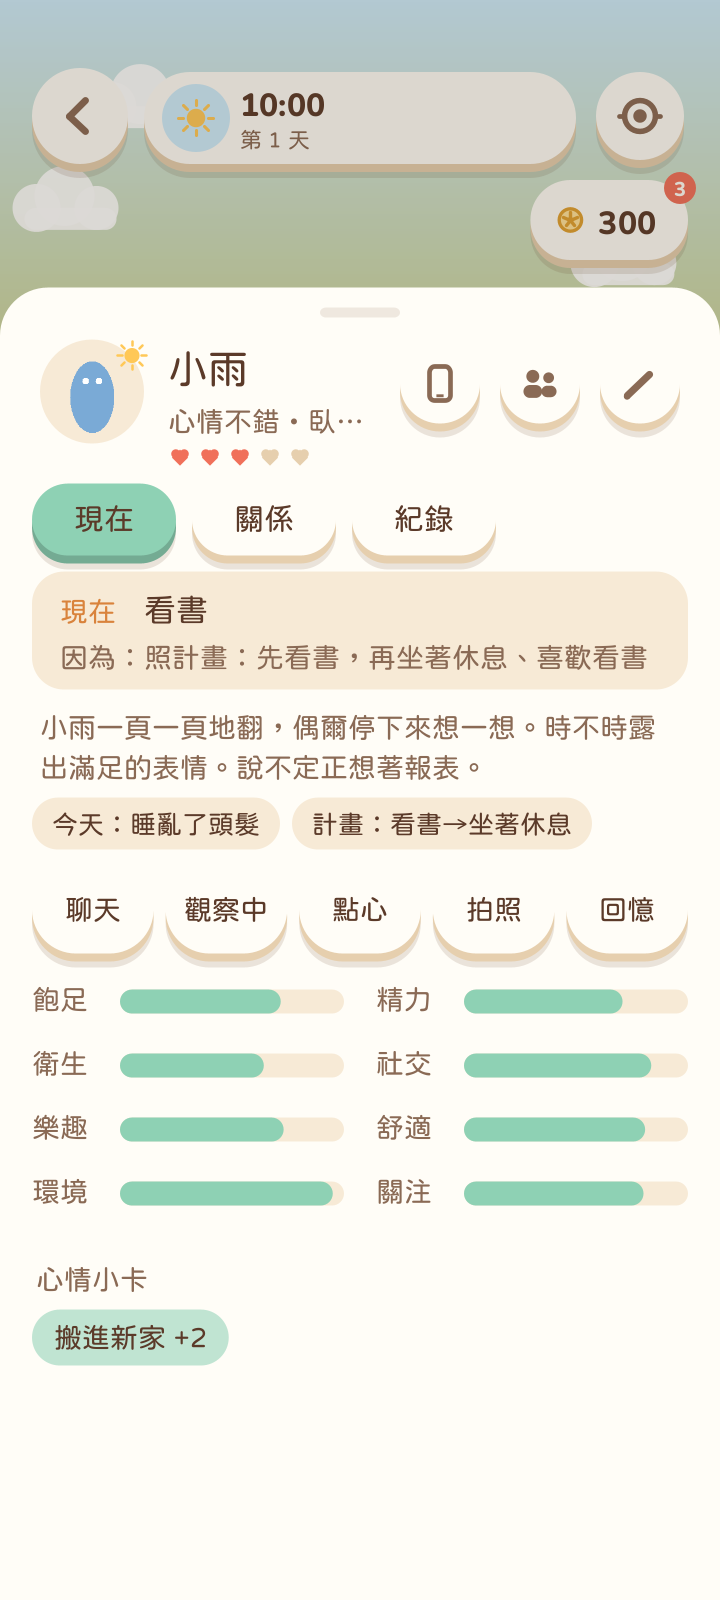 10:00
第 1 天
3
300
小雨
心情不錯・臥…
現在
關係
紀錄
現在 看書
因為：照計畫：先看書，再坐著休息、喜歡看書
小雨一頁一頁地翻，偶爾停下來想一想。時不時露
出滿足的表情。說不定正想著報表。
今天：睡亂了頭髮
計畫：看書→坐著休息
聊天
觀察中
點心
拍照
回憶
飽足
精力
衛生
社交
樂趣
舒適
環境
關注
心情小卡
搬進新家 +2